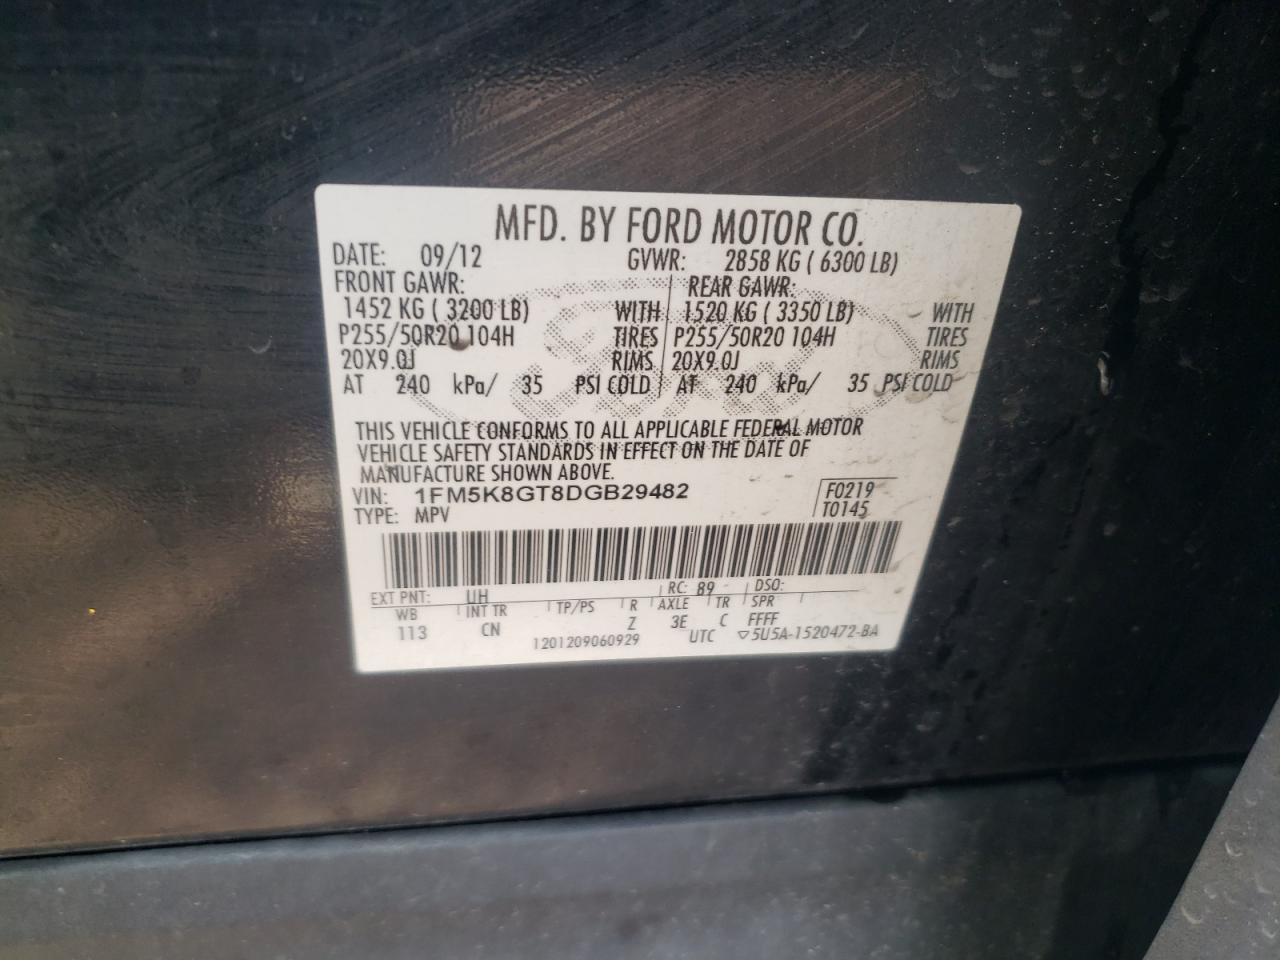 MFD. BY FORD MOTOR CO.
DATE: 09/12 GVWR: 2858 KG ( 6300 LB)
FRONT GAWR: REAR GAWR:
1452 KG ( 3200 LB) WITH 1520 KG ( 3350 LB) WITH
P255/50R20 104H TIRES P255/50R20 104H TIRES
20X9.0J RIMS 20X9.0J RIMS
AT 240 kPa/ 35 PSI COLD AT 240 kPa/ 35 PSI COLD
THIS VEHICLE CONFORMS TO ALL APPLICABLE FEDERAL MOTOR
VEHICLE SAFETY STANDARDS IN EFFECT ON THE DATE OF
MANUFACTURE SHOWN ABOVE.
VIN: 1FM5K8GT8DGB29482 F0219
TYPE: MPV T0145
EXT PNT: UH RC: 89 DSO:
WB INT TR TP/PS R AXLE TR SPR
113 CN Z 3E C FFFF
1201209060929 UTC ▽5U5A-1520472-BA